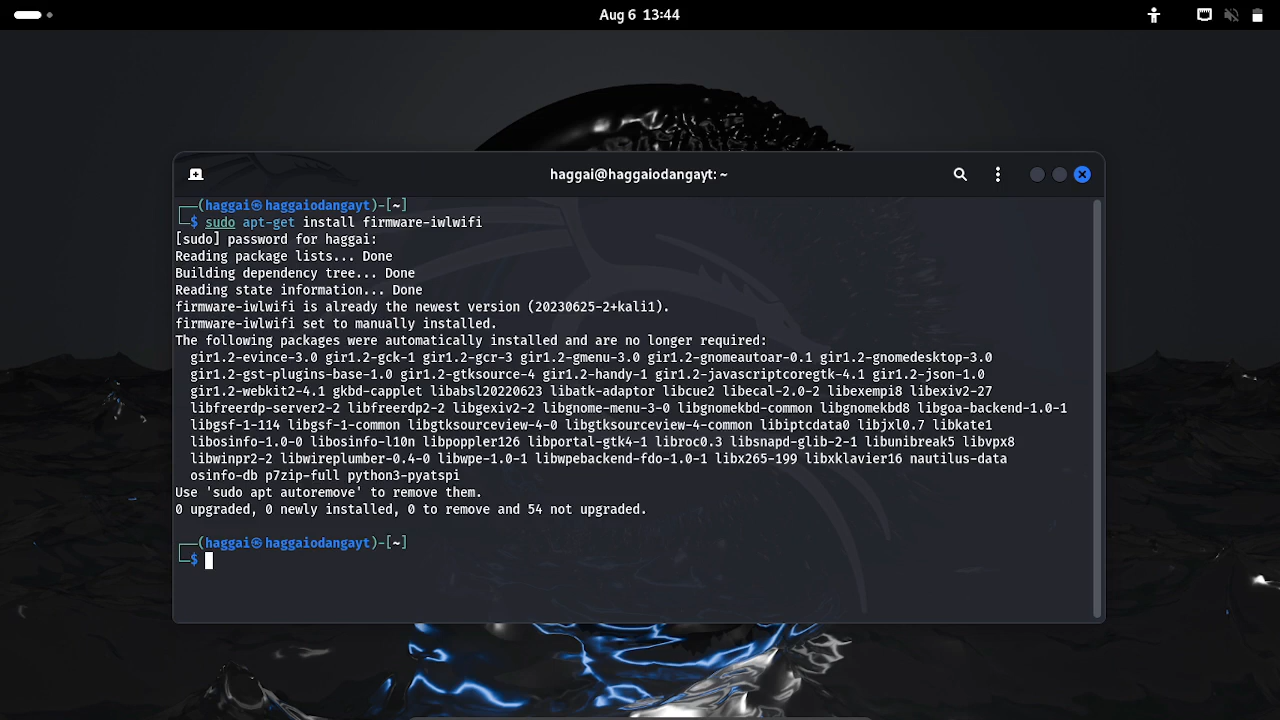 Aug 6 13:44
haggai@haggaiodangayt: ~
┌──(haggai㉿haggaiodangayt)-[~]
└─$ sudo apt-get install firmware-iwlwifi
[sudo] password for haggai:
Reading package lists... Done
Building dependency tree... Done
Reading state information... Done
firmware-iwlwifi is already the newest version (20230625-2+kali1).
firmware-iwlwifi set to manually installed.
The following packages were automatically installed and are no longer required:
gir1.2-evince-3.0 gir1.2-gck-1 gir1.2-gcr-3 gir1.2-gmenu-3.0 gir1.2-gnomeautoar-0.1 gir1.2-gnomedesktop-3.0
gir1.2-gst-plugins-base-1.0 gir1.2-gtksource-4 gir1.2-handy-1 gir1.2-javascriptcoregtk-4.1 gir1.2-json-1.0
gir1.2-webkit2-4.1 gkbd-capplet libabsl20220623 libatk-adaptor libcue2 libecal-2.0-2 libexempi8 libexiv2-27
libfreerdp-server2-2 libfreerdp2-2 libgexiv2-2 libgnome-menu-3-0 libgnomekbd-common libgnomekbd8 libgoa-backend-1.0-1
libgsf-1-114 libgsf-1-common libgtksourceview-4-0 libgtksourceview-4-common libiptcdata0 libjxl0.7 libkate1
libosinfo-1.0-0 libosinfo-l10n libpoppler126 libportal-gtk4-1 libroc0.3 libsnapd-glib-2-1 libunibreak5 libvpx8
libwinpr2-2 libwireplumber-0.4-0 libwpe-1.0-1 libwpebackend-fdo-1.0-1 libx265-199 libxklavier16 nautilus-data
osinfo-db p7zip-full python3-pyatspi
Use 'sudo apt autoremove' to remove them.
0 upgraded, 0 newly installed, 0 to remove and 54 not upgraded.
┌──(haggai㉿haggaiodangayt)-[~]
└─$